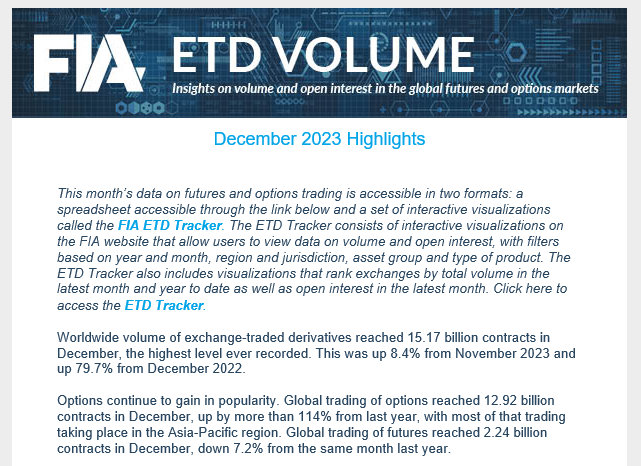 FIA
ETD VOLUME
Insights on volume and open interest in the global futures and options markets
December 2023 Highlights
This month's data on futures and options trading is accessible in two formats: a
spreadsheet accessible through the link below and a set of interactive visualizations
called the FIA ETD Tracker. The ETD Tracker consists of interactive visualizations on
the FIA website that allow users to view data on volume and open interest, with filters
based on year and month, region and jurisdiction, asset group and type of product. The
ETD Tracker also includes visualizations that rank exchanges by total volume in the
latest month and year to date as well as open interest in the latest month. Click here to
access the ETD Tracker.
Worldwide volume of exchange-traded derivatives reached 15.17 billion contracts in
December, the highest level ever recorded. This was up 8.4% from November 2023 and
up 79.7% from December 2022.
Options continue to gain in popularity. Global trading of options reached 12.92 billion
contracts in December, up by more than 114% from last year, with most of that trading
taking place in the Asia-Pacific region. Global trading of futures reached 2.24 billion
contracts in December, down 7.2% from the same month last year.